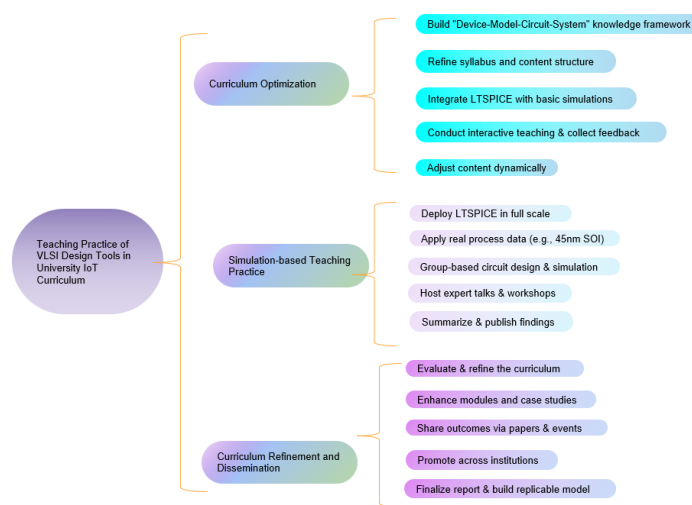 Teaching Practice of
VLSI Design Tools in
University IoT
Curriculum
Curriculum Optimization
Build "Device-Model-Circuit-System" knowledge framework
Refine syllabus and content structure
Integrate LTSPICE with basic simulations
Conduct interactive teaching & collect feedback
Adjust content dynamically
Simulation-based Teaching
Practice
Deploy LTSPICE in full scale
Apply real process data (e.g., 45nm SOI)
Group-based circuit design & simulation
Host expert talks & workshops
Summarize & publish findings
Curriculum Refinement and
Dissemination
Evaluate & refine the curriculum
Enhance modules and case studies
Share outcomes via papers & events
Promote across institutions
Finalize report & build replicable model